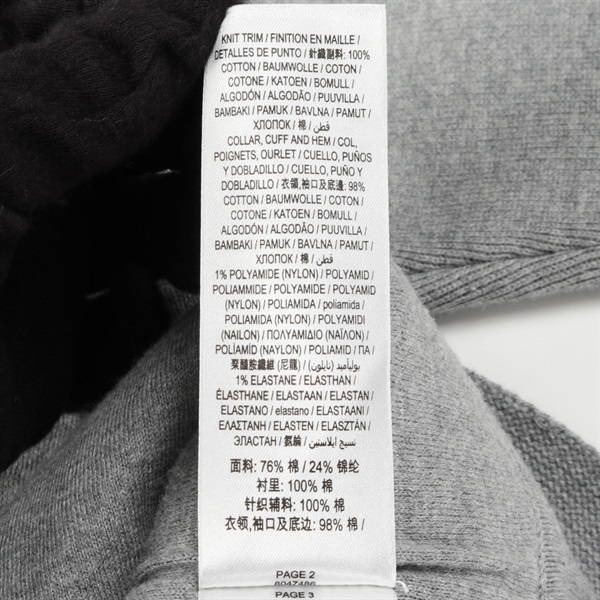 KNIT TRIM / FINITION EN MAILLE /
DETALLES DE PUNTO / 針織副料: 100%
COTTON / BAUMWOLLE / COTON /
COTONE / KATOEN / BOMULL /
ALGODÓN / ALGODÃO / PUUVILLA /
BAMBAKI / PAMUK / BAVLNA / PAMUT /
ХЛОПОК / 棉 / قطن /
COLLAR, CUFF AND HEM / COL,
POIGNETS, OURLET / CUELLO, PUÑOS
Y DOBLADILLO / CUELLO, PUÑO Y
DOBLADILLO / 衣領,袖口及底邊: 98%
COTTON / BAUMWOLLE / COTON /
COTONE / KATOEN / BOMULL /
ALGODÓN / ALGODÃO / PUUVILLA /
BAMBAKI / PAMUK / BAVLNA / PAMUT /
ХЛОПОК / 棉 / قطن /
1% POLYAMIDE (NYLON) / POLYAMID /
POLIAMMIDE / POLYAMIDE / POLYAMID
(NYLON) / POLIAMIDA / poliamida /
POLIAMIDA (NYLON) / POLYAMIDI
(NAILON) / ΠΟΛΥΑΜΙΔΙΟ (ΝΑΪΛΟΝ) /
POLÍAMÍD (NAYLON) / POLIAMID / ПА /
聚醯胺纖維 (尼龍) / بولياميد (نايلون) /
1% ELASTANE / ELASTHAN /
ÉLASTHANE / ELASTAAN / ELASTAN /
ELASTANO / elastano / ELASTAANI /
ΕΛΑΣΤΑΝΗ / ELASTEN / ELASZTÁN /
ЭЛАСТАН / 氨綸 / نسيج ايلاستين /
面料: 76% 棉 / 24% 锦纶
衬里: 100% 棉
针织辅料: 100% 棉
衣领,袖口及底边: 98% 棉 /
PAGE 2
PAGE 3